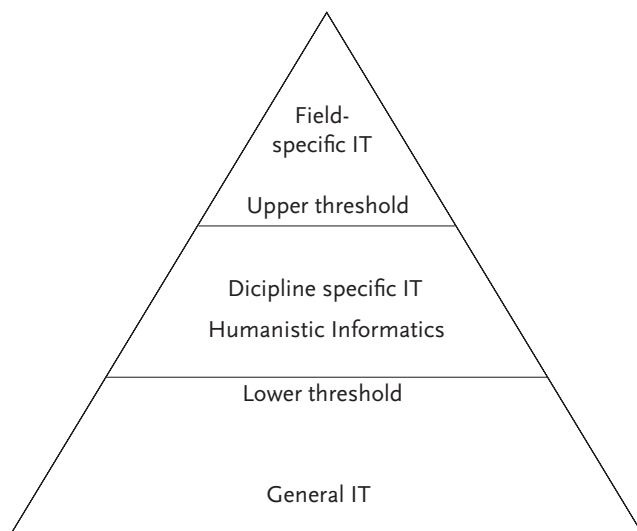 Field-
specific IT
Upper threshold
Dicipline specific IT
Humanistic Informatics
Lower threshold
General IT